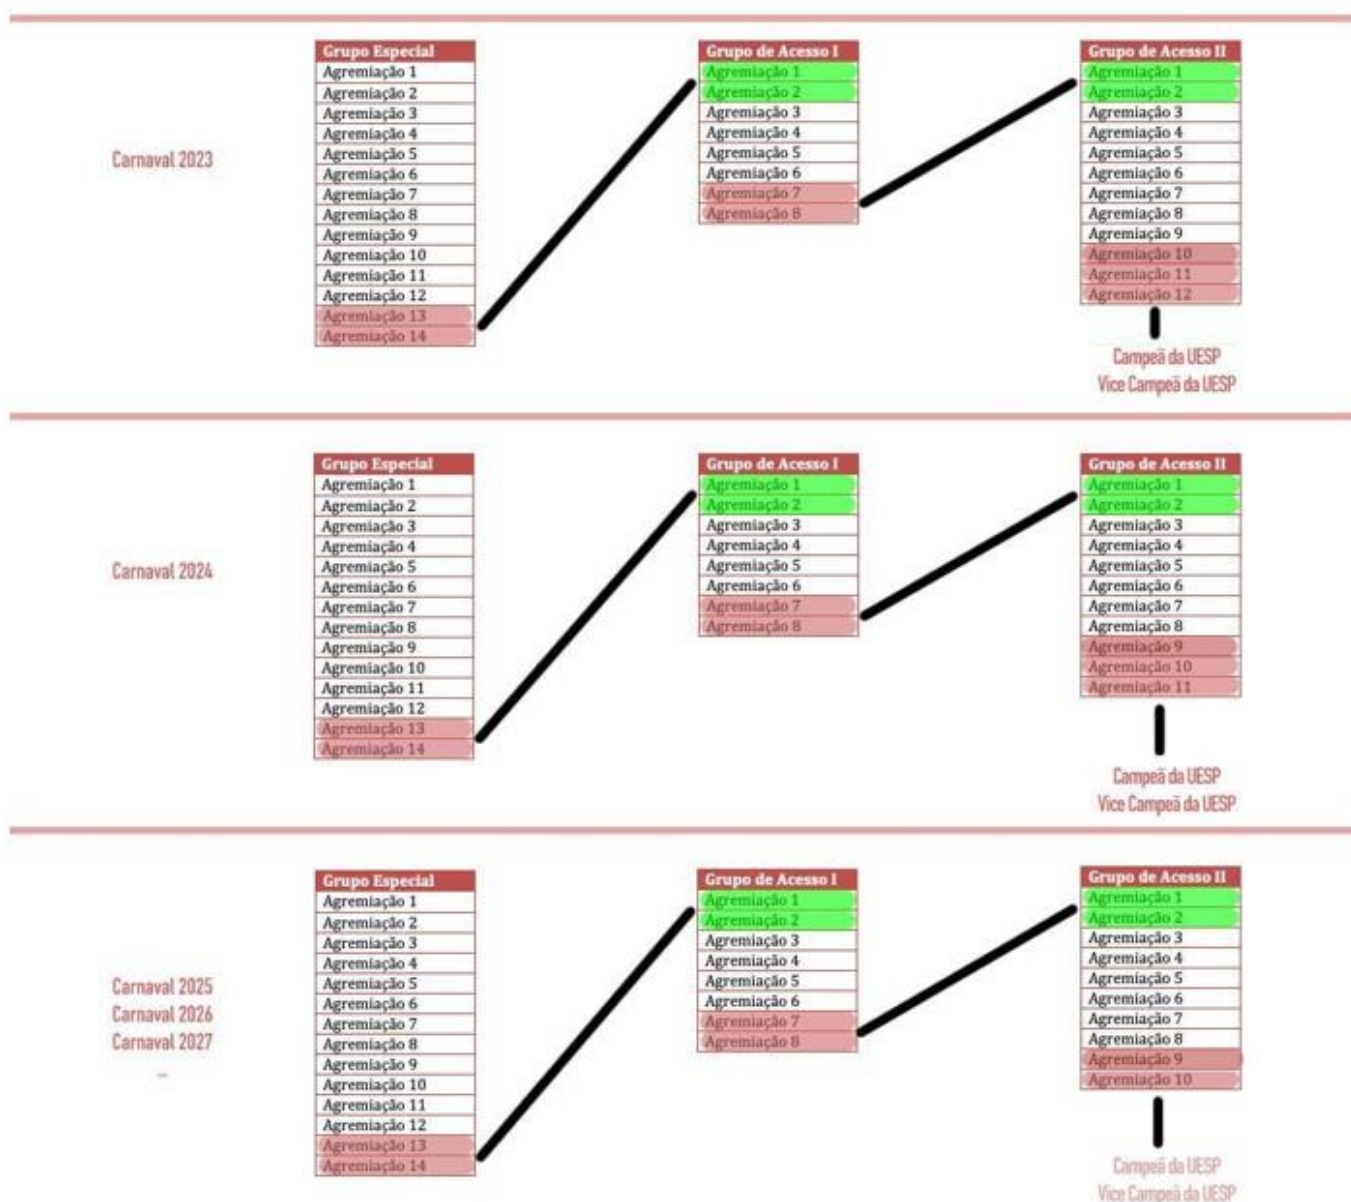 Carnaval 2023
Grupo Especial
Agremiação 1
Agremiação 2
Agremiação 3
Agremiação 4
Agremiação 5
Agremiação 6
Agremiação 7
Agremiação 8
Agremiação 9
Agremiação 10
Agremiação 11
Agremiação 12
Agremiação 13
Agremiação 14
Grupo de Acesso I
Agremiação 1
Agremiação 2
Agremiação 3
Agremiação 4
Agremiação 5
Agremiação 6
Agremiação 7
Agremiação 8
Grupo de Acesso II
Agremiação 1
Agremiação 2
Agremiação 3
Agremiação 4
Agremiação 5
Agremiação 6
Agremiação 7
Agremiação 8
Agremiação 9
Agremiação 10
Agremiação 11
Agremiação 12
Campeã da UESP
Vice Campeã da UESP
Carnaval 2024
Grupo Especial
Agremiação 1
Agremiação 2
Agremiação 3
Agremiação 4
Agremiação 5
Agremiação 6
Agremiação 7
Agremiação 8
Agremiação 9
Agremiação 10
Agremiação 11
Agremiação 12
Agremiação 13
Agremiação 14
Grupo de Acesso I
Agremiação 1
Agremiação 2
Agremiação 3
Agremiação 4
Agremiação 5
Agremiação 6
Agremiação 7
Agremiação 8
Grupo de Acesso II
Agremiação 1
Agremiação 2
Agremiação 3
Agremiação 4
Agremiação 5
Agremiação 6
Agremiação 7
Agremiação 8
Agremiação 9
Agremiação 10
Agremiação 11
Campeã da UESP
Vice Campeã da UESP
Carnaval 2025
Carnaval 2026
Carnaval 2027
...
Grupo Especial
Agremiação 1
Agremiação 2
Agremiação 3
Agremiação 4
Agremiação 5
Agremiação 6
Agremiação 7
Agremiação 8
Agremiação 9
Agremiação 10
Agremiação 11
Agremiação 12
Agremiação 13
Agremiação 14
Grupo de Acesso I
Agremiação 1
Agremiação 2
Agremiação 3
Agremiação 4
Agremiação 5
Agremiação 6
Agremiação 7
Agremiação 8
Grupo de Acesso II
Agremiação 1
Agremiação 2
Agremiação 3
Agremiação 4
Agremiação 5
Agremiação 6
Agremiação 7
Agremiação 8
Agremiação 9
Agremiação 10
Campeã da UESP
Vice Campeã da UESP